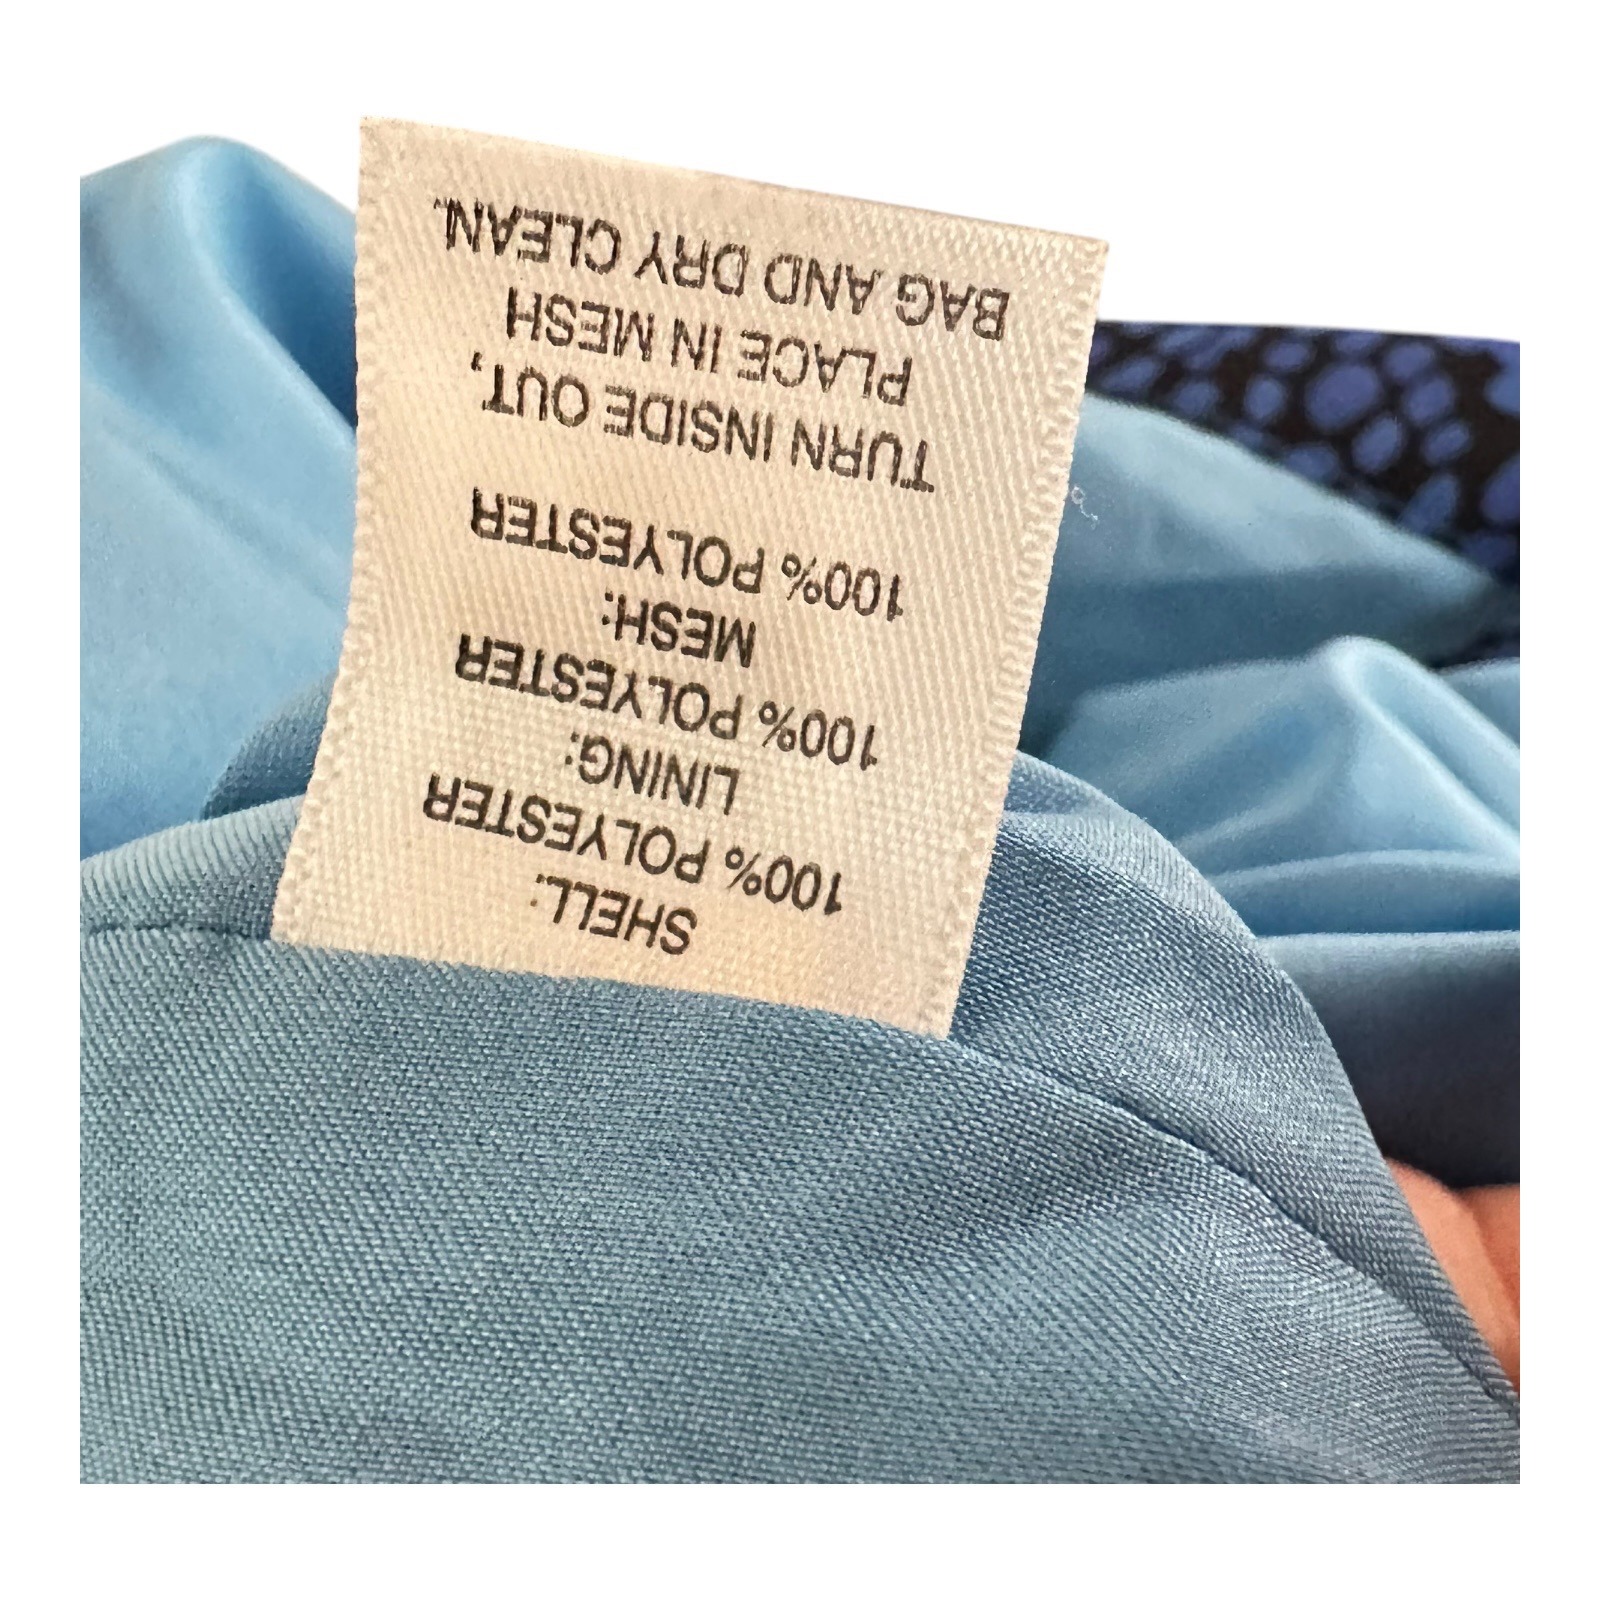 SHELL:
100% POLYESTER
LINING:
100% POLYESTER
MESH:
100% POLYESTER
TURN INSIDE OUT,
PLACE IN MESH
BAG AND DRY CLEAN.